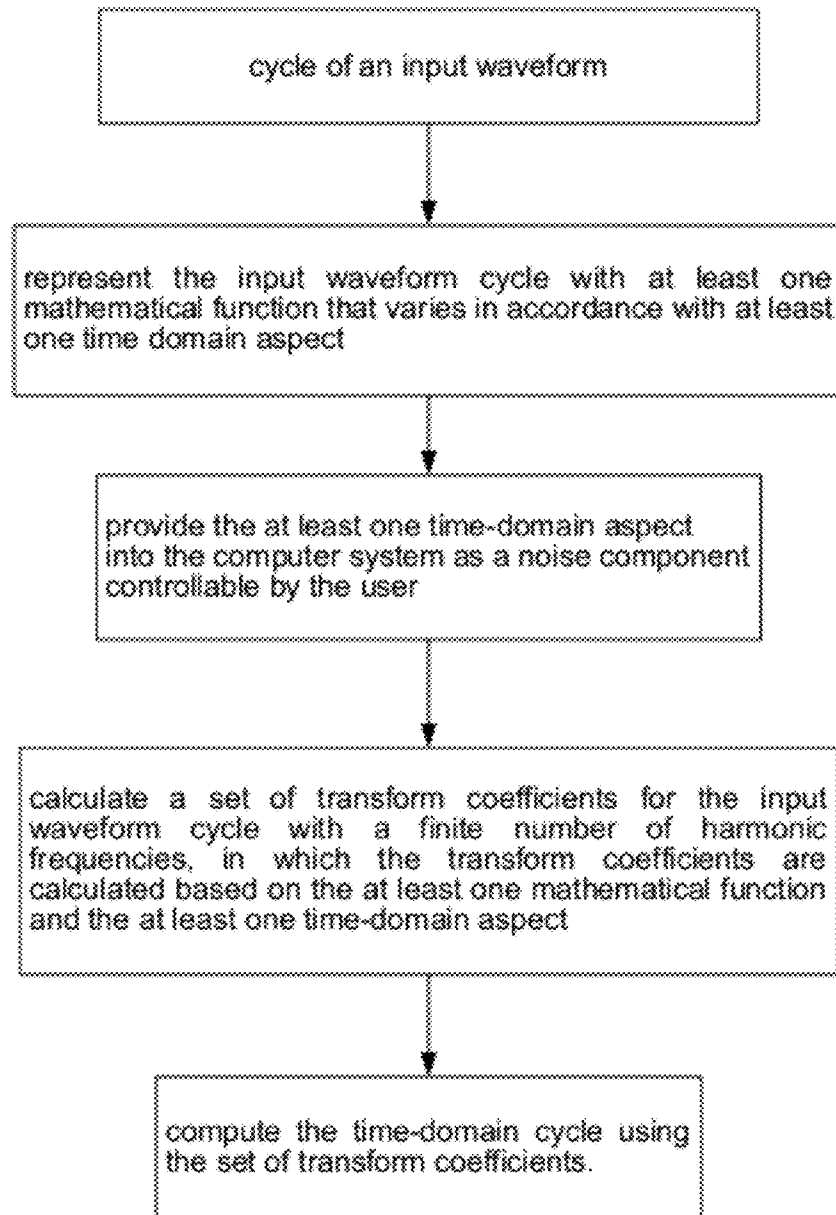 cycle of an input waveform
represent the input waveform cycle with at least one
mathematical function that varies in accordance with at least
one time domain aspect
provide the at least one time-domain aspect
into the computer system as a noise component
controllable by the user
calculate a set of transform coefficients for the input
waveform cycle with a finite number of harmonic
frequencies, in which the transform coefficients are
calculated based on the at least one mathematical function
and the at least one time-domain aspect
compute the time-domain cycle using
the set of transform coefficients.